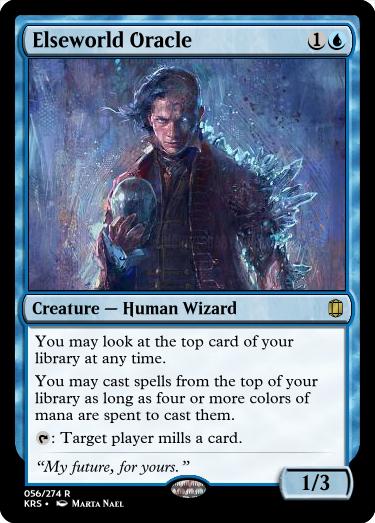 Elseworld Oracle 1
Creature — Human Wizard
You may look at the top card of your
library at any time.
You may cast spells from the top of your
library as long as four or more colors of
mana are spent to cast them.
: Target player mills a card.
“My future, for yours.”
1/3
056/274 R
KRS • Marta Nael